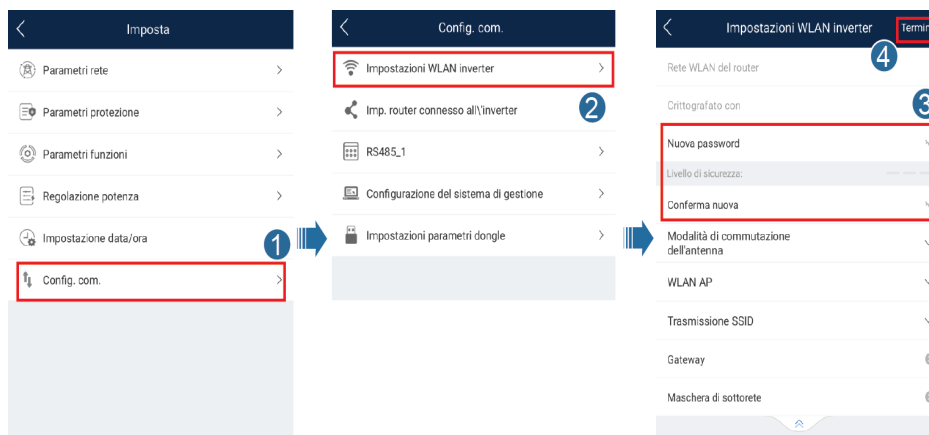 Imposta
Parametri rete
Parametri protezione
Parametri funzioni
Regolazione potenza
Impostazione data/ora
1
Config. com.
Config. com.
Impostazioni WLAN inverter
2
Imp. router connesso all\'inverter
RS485_1
Configurazione del sistema di gestione
Impostazioni parametri dongle
Impostazioni WLAN inverter
Termin
4
Rete WLAN del router
Crittografato con
3
Nuova password
Livello di sicurezza:
Conferma nuova
Modalità di commutazione
dell'antenna
WLAN AP
Trasmissione SSID
Gateway
Maschera di sottorete